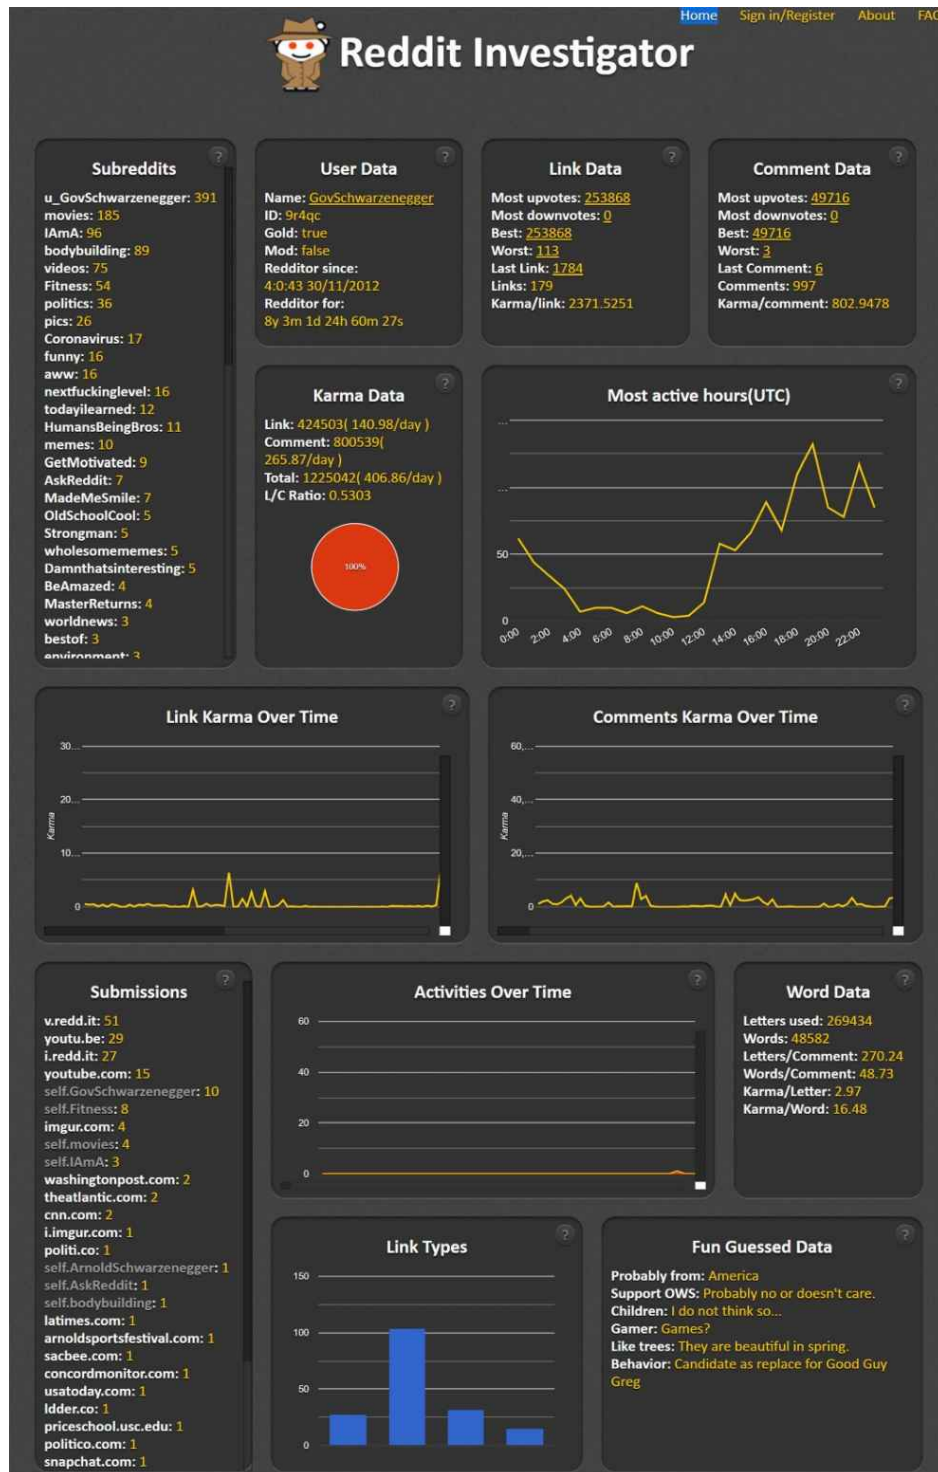 Home Sign in/Register About FAQ
Reddit Investigator
?
Subreddits
u_GovSchwarzenegger: 391
movies: 185
IAmA: 96
bodybuilding: 89
videos: 75
Fitness: 54
politics: 36
pics: 26
Coronavirus: 17
funny: 16
aww: 16
nextfuckinglevel: 16
todayilearned: 12
HumansBeingBros: 11
memes: 10
GetMotivated: 9
AskReddit: 7
MadeMeSmile: 7
OldSchoolCool: 5
Strongman: 5
wholesomememes: 5
Damnthatsinteresting: 5
BeAmazed: 4
MasterReturns: 4
worldnews: 3
bestof: 3
environment: 3
?
User Data
Name: GovSchwarzenegger
ID: 9r4qc
Gold: true
Mod: false
Redditor since:
4:0:43 30/11/2012
Redditor for:
8y 3m 1d 24h 60m 27s
?
Link Data
Most upvotes: 253868
Most downvotes: 0
Best: 253868
Worst: 113
Last Link: 1784
Links: 179
Karma/link: 2371.5251
?
Comment Data
Most upvotes: 49716
Most downvotes: 0
Best: 49716
Worst: 3
Last Comment: 6
Comments: 997
Karma/comment: 802.9478
?
Karma Data
Link: 424503( 140.98/day )
Comment: 800539(
265.87/day )
Total: 1225042( 406.86/day )
L/C Ratio: 0.5303
100%
?
Most active hours(UTC)
...
...
50
0
0:00 2:00 4:00 6:00 8:00 10:00 12:00 14:00 16:00 18:00 20:00 22:00
?
Link Karma Over Time
30...
20...
10...
0
Karma
?
Comments Karma Over Time
60,...
40,...
20,...
0
Karma
?
Submissions
v.redd.it: 51
youtu.be: 29
i.redd.it: 27
youtube.com: 15
self.GovSchwarzenegger: 10
self.Fitness: 8
imgur.com: 4
self.movies: 4
self.IAmA: 3
washingtonpost.com: 2
theatlantic.com: 2
cnn.com: 2
i.imgur.com: 1
politi.co: 1
self.ArnoldSchwarzenegger: 1
self.AskReddit: 1
self.bodybuilding: 1
latimes.com: 1
arnoldsportsfestival.com: 1
sacbee.com: 1
concordmonitor.com: 1
usatoday.com: 1
ldder.co: 1
priceschool.usc.edu: 1
politico.com: 1
snapchat.com: 1
?
Activities Over Time
60
40
20
0
?
Word Data
Letters used: 269434
Words: 48582
Letters/Comment: 270.24
Words/Comment: 48.73
Karma/Letter: 2.97
Karma/Word: 16.48
?
Link Types
150
100
50
0
?
Fun Guessed Data
Probably from: America
Support OWS: Probably no or doesn't care.
Children: I do not think so...
Gamer: Games?
Like trees: They are beautiful in spring.
Behavior: Candidate as replace for Good Guy
Greg